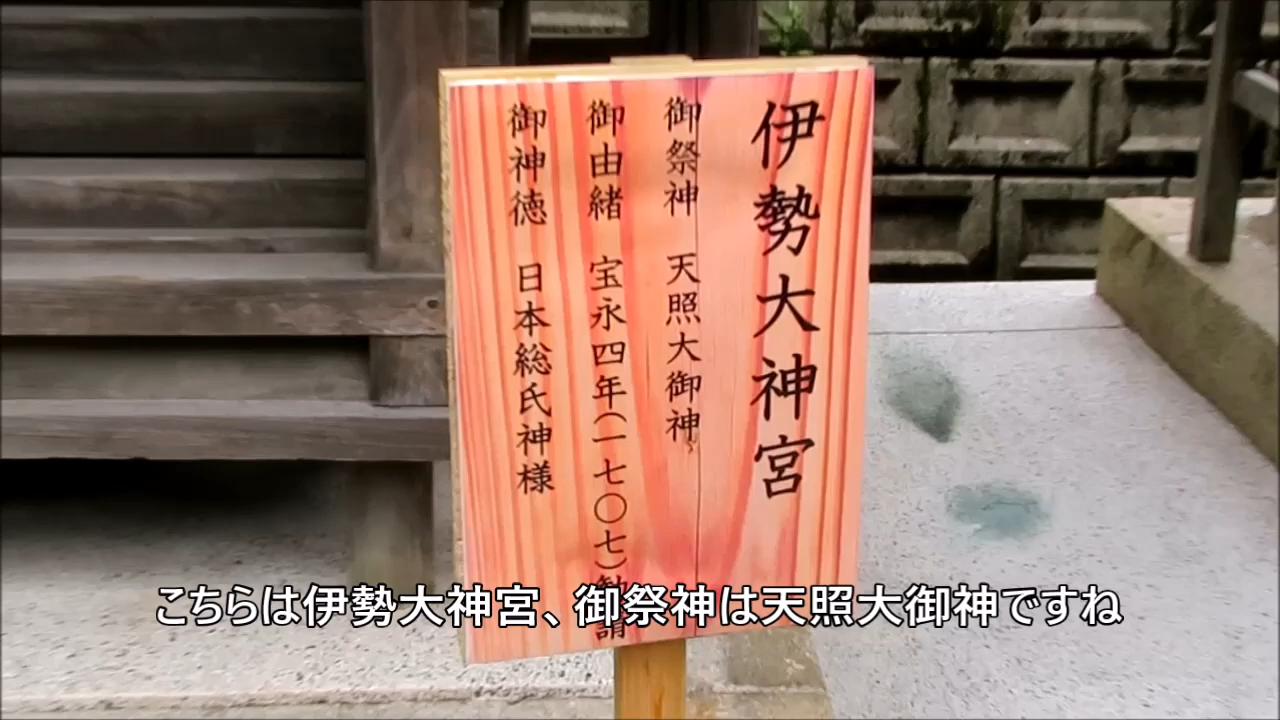 伊勢大神宮
御祭神 天照大御神
御由緒 宝永四年(一七〇七)勧請
御神徳 日本総氏神様
こちらは伊勢大神宮、御祭神は天照大御神ですね